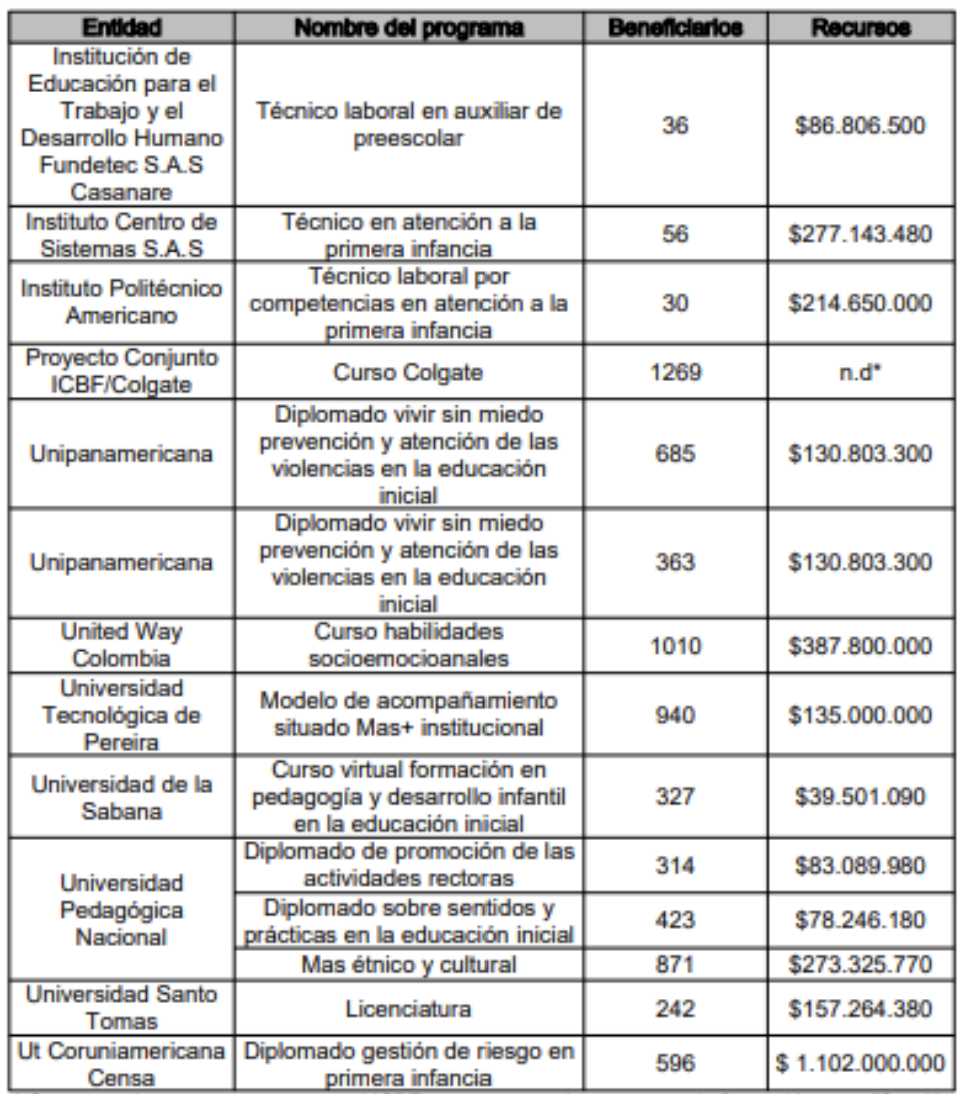 Entidad Nombre del programa Beneficiarios Recursos
Institución de
Educación para el
Trabajo y el
Desarrollo Humano
Fundetec S.A.S
Casanare
Técnico laboral en auxiliar de
preescolar
36
$86.806.500
Instituto Centro de
Sistemas S.A.S
Técnico en atención a la
primera infancia
56
$277.143.480
Instituto Politécnico
Americano
Técnico laboral por
competencias en atención a la
primera infancia
30
$214.650.000
Proyecto Conjunto
ICBF/Colgate
Curso Colgate
1269
n.d*
Unipanamericana
Diplomado vivir sin miedo
prevención y atención de las
violencias en la educación
inicial
685
$130.803.300
Unipanamericana
Diplomado vivir sin miedo
prevención y atención de las
violencias en la educación
inicial
363
$130.803.300
United Way
Colombia
Curso habilidades
socioemocioanales
1010
$387.800.000
Universidad
Tecnológica de
Pereira
Modelo de acompañamiento
situado Mas+ institucional
940
$135.000.000
Universidad de la
Sabana
Curso virtual formación en
pedagogía y desarrollo infantil
en la educación inicial
327
$39.501.090
Universidad
Pedagógica
Nacional
Diplomado de promoción de las
actividades rectoras
314
$83.089.980
Diplomado sobre sentidos y
prácticas en la educación inicial
423
$78.246.180
Mas étnico y cultural
871
$273.325.770
Universidad Santo
Tomas
Licenciatura
242
$157.264.380
Ut Coruniamericana
Censa
Diplomado gestión de riesgo en
primera infancia
596
$ 1.102.000.000